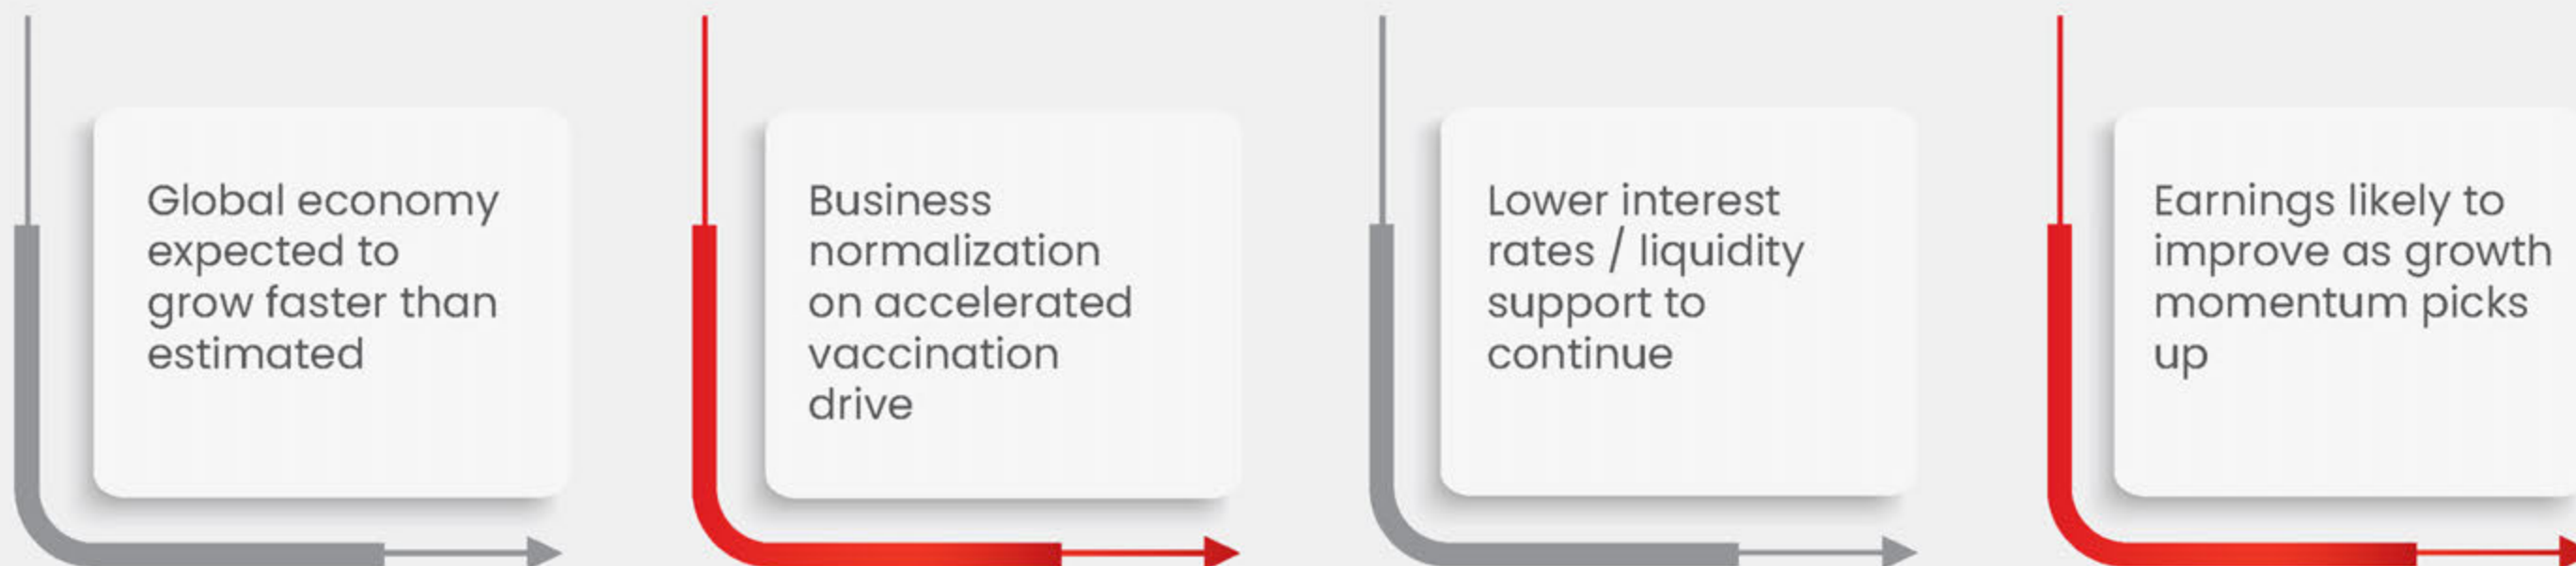 Global economy
expected to
grow faster than
estimated
Business
normalization
on accelerated
vaccination
drive
Lower interest
rates / liquidity
support to
continue
Earnings likely to
improve as growth
momentum picks
up